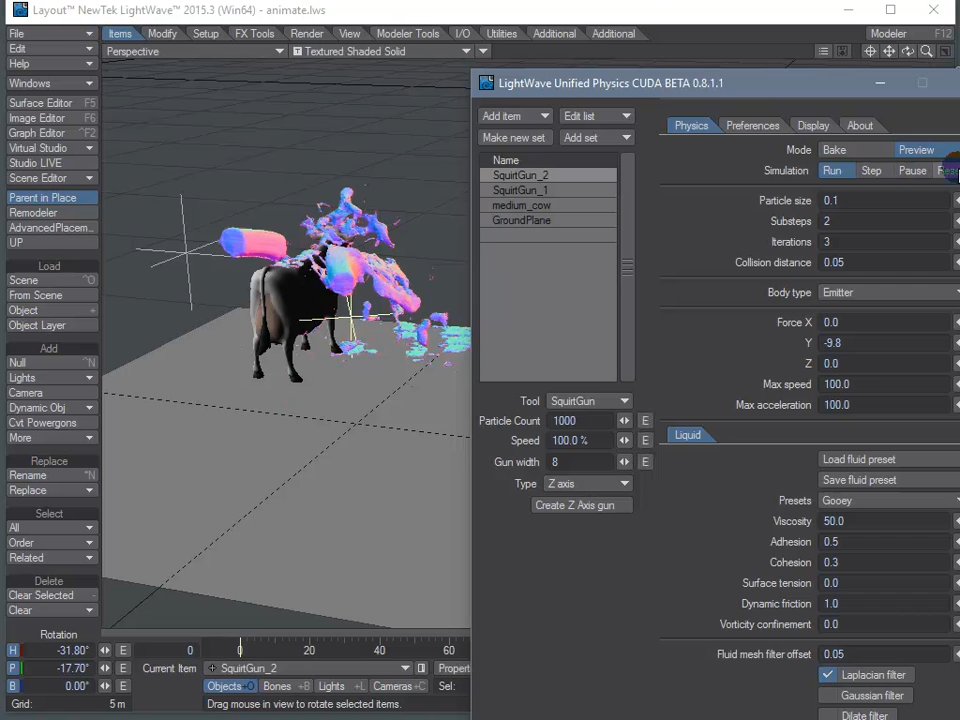 Layout™ NewTek LightWave™ 2015.3 (Win64) - animate.lws
File
Items
Modify
Setup
FX Tools
Render
View
Modeler Tools
I/O
Utilities
Additional
Additional
Modeler F12
Edit
Perspective
T Textured Shaded Solid
Help
Windows
Surface Editor F5
Image Editor F6
Graph Editor ^F2
Virtual Studio
Studio LIVE
Scene Editor
Parent in Place
Remodeler
AdvancedPlacem...
UP
Load
Scene ^O
From Scene
Object +
Object Layer
Add
Null ^N
Lights
Camera
Dynamic Obj
Cvt Powergons
More
Replace
Rename ^N
Replace
Select
All
Order
Related
Delete
Clear Selected -
Clear
Rotation
H -31.80° E
P -17.70° E
B 0.00° E
Grid: 5 m
LightWave Unified Physics CUDA BETA 0.8.1.1
Add item
Edit list
Make new set
Add set
Name
SquirtGun_2
SquirtGun_1
medium_cow
GroundPlane
Tool SquirtGun
Particle Count 1000 E
Speed 100.0 % E
Gun width 8 E
Type Z axis
Create Z Axis gun
Physics
Preferences
Display
About
Mode Bake Preview
Simulation Run Step Pause
Particle size 0.1
Substeps 2
Iterations 3
Collision distance 0.05
Body type Emitter
Force X 0.0
Y -9.8
Z 0.0
Max speed 100.0
Max acceleration 100.0
Liquid
Load fluid preset
Save fluid preset
Presets Gooey
Viscosity 50.0
Adhesion 0.5
Cohesion 0.3
Surface tension 0.0
Dynamic friction 1.0
Vorticity confinement 0.0
Fluid mesh filter offset 0.05
Laplacian filter
Gaussian filter
Dilate filter
0
0 20 40 60
Current Item SquirtGun_2 Propert
Objects+O Bones +B Lights +L Cameras+C Sel:
Drag mouse in view to rotate selected items.